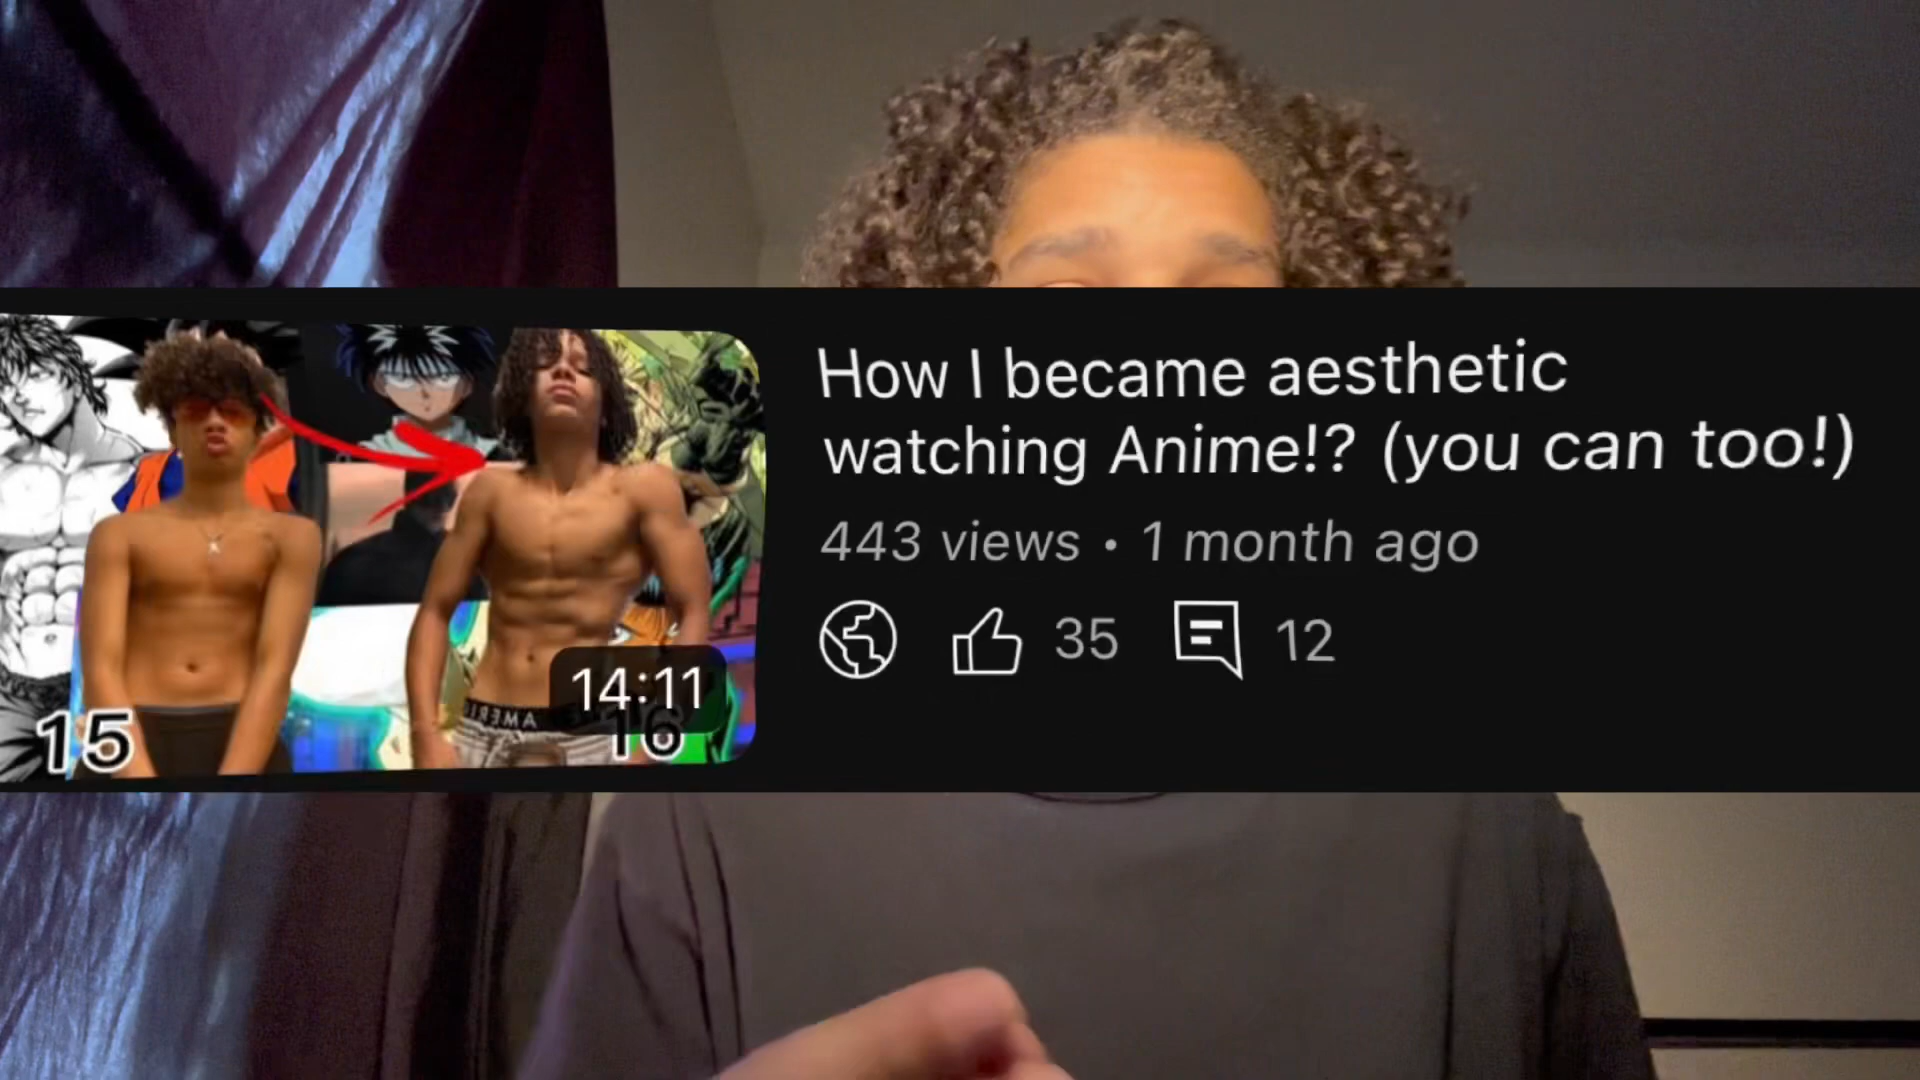 How I became aesthetic
watching Anime!? (you can too!)
443 views • 1 month ago
35 12
14:11
AMERI
15
16